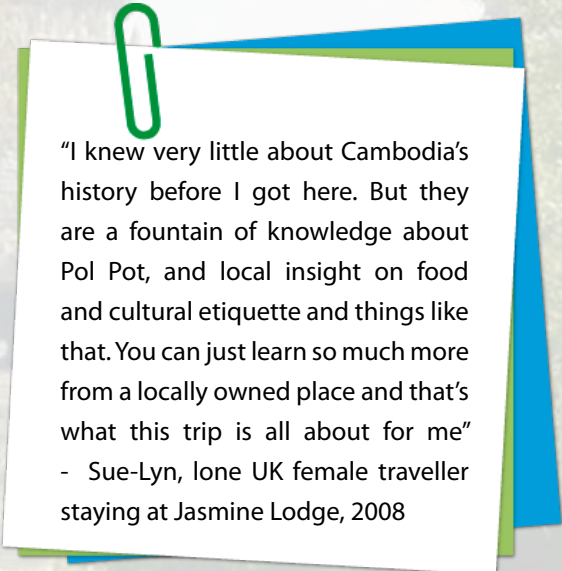 “I knew very little about Cambodia’s
history before I got here. But they
are a fountain of knowledge about
Pol Pot, and local insight on food
and cultural etiquette and things like
that. You can just learn so much more
from a locally owned place and that’s
what this trip is all about for me”
- Sue-Lyn, lone UK female traveller
staying at Jasmine Lodge, 2008